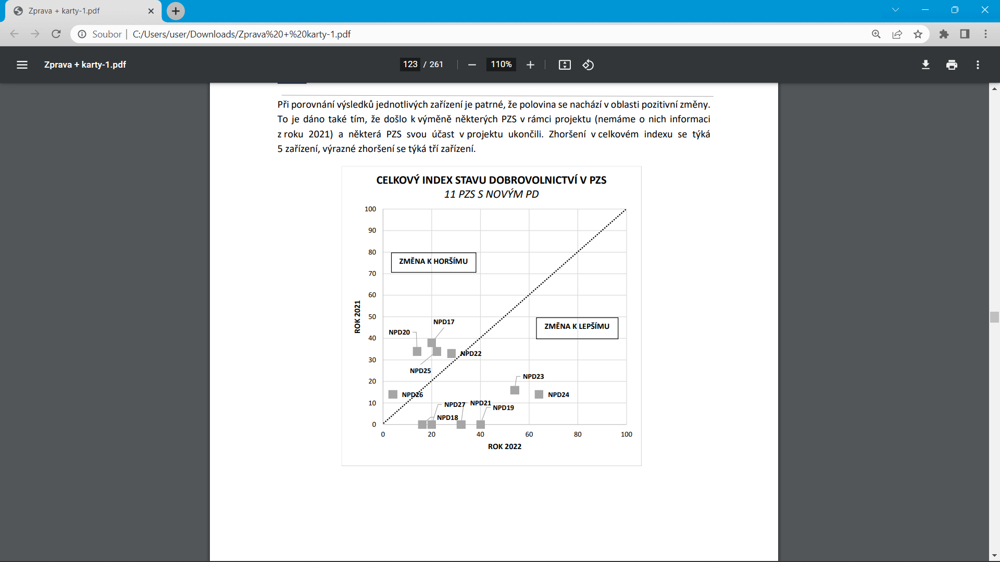 Zprava + karty-1.pdf
Soubor
C:/Users/user/Downloads/Zprava%20+%20karty-1.pdf
Zprava + karty-1.pdf
123 / 261
110%
Při porovnání výsledků jednotlivých zařízení je patrné, že polovina se nachází v oblasti pozitivní změny.
To je dáno také tím, že došlo k výměně některých PZS v rámci projektu (nemáme o nich informaci
z roku 2021) a některá PZS svou účast v projektu ukončili. Zhoršení v celkovém indexu se týká
5 zařízení, výrazné zhoršení se týká tří zařízení.
CELKOVÝ INDEX STAVU DOBROVOLNICTVÍ V PZS
11 PZS S NOVÝM PD
100
90
80
ZMĚNA K HORŠÍMU
70
60
ROK 2021
50
NPD17
ZMĚNA K LEPŠÍMU
NPD20
40
NPD22
30
NPD25
NPD23
20
NPD26
NPD24
10
NPD27
NPD21
NPD19
NPD18
0
0 20 40 60 80 100
ROK 2022